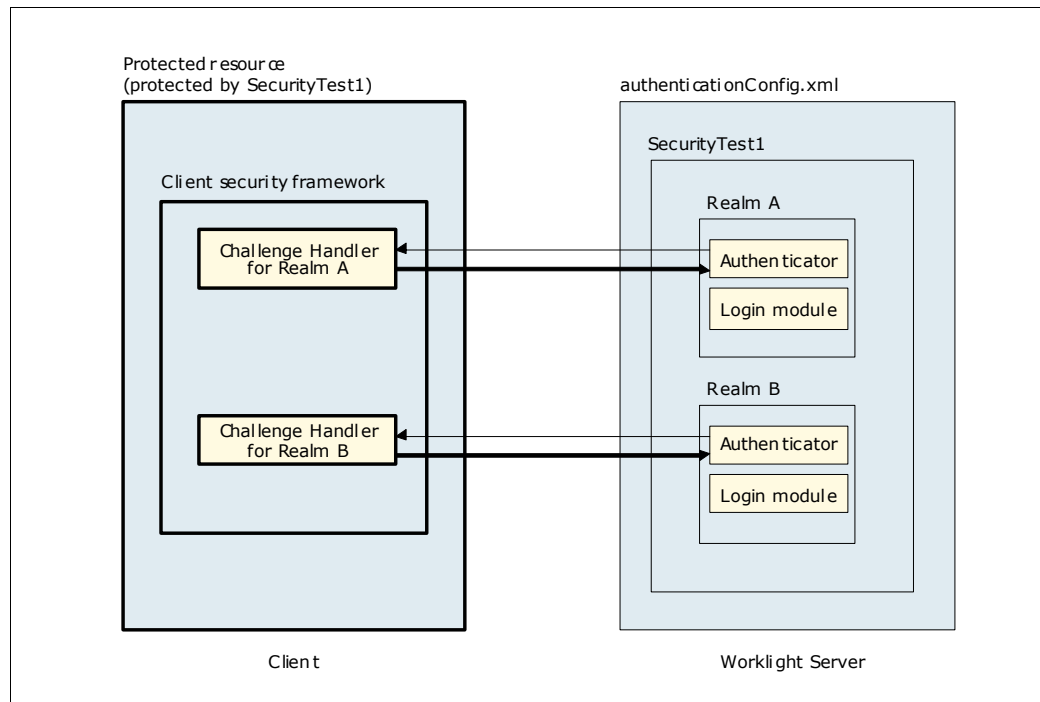 Protected resource
(protected by SecurityTest1)
Client security framework
Challenge Handler
for Realm A
Challenge Handler
for Realm B
Client
authenticationConfig.xml
SecurityTest1
Realm A
Authenticator
Login module
Realm B
Authenticator
Login module
Worklight Server